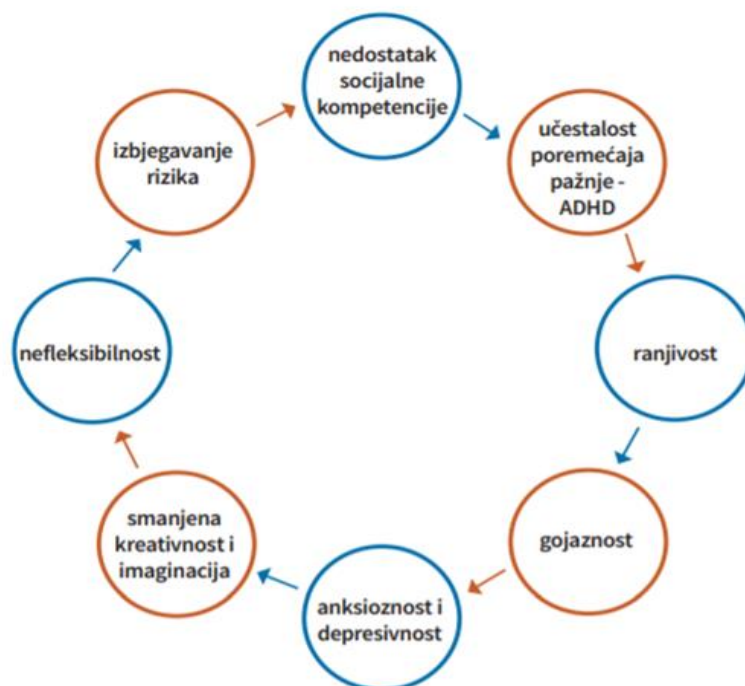 nedostatak
socijalne
kompetencije
učestalost
poremećaja
pažnje -
ADHD
ranjivost
gojaznost
anksioznost i
depresivnost
smanjena
kreativnost i
imaginacija
nefleksibilnost
izbjegavanje
rizika